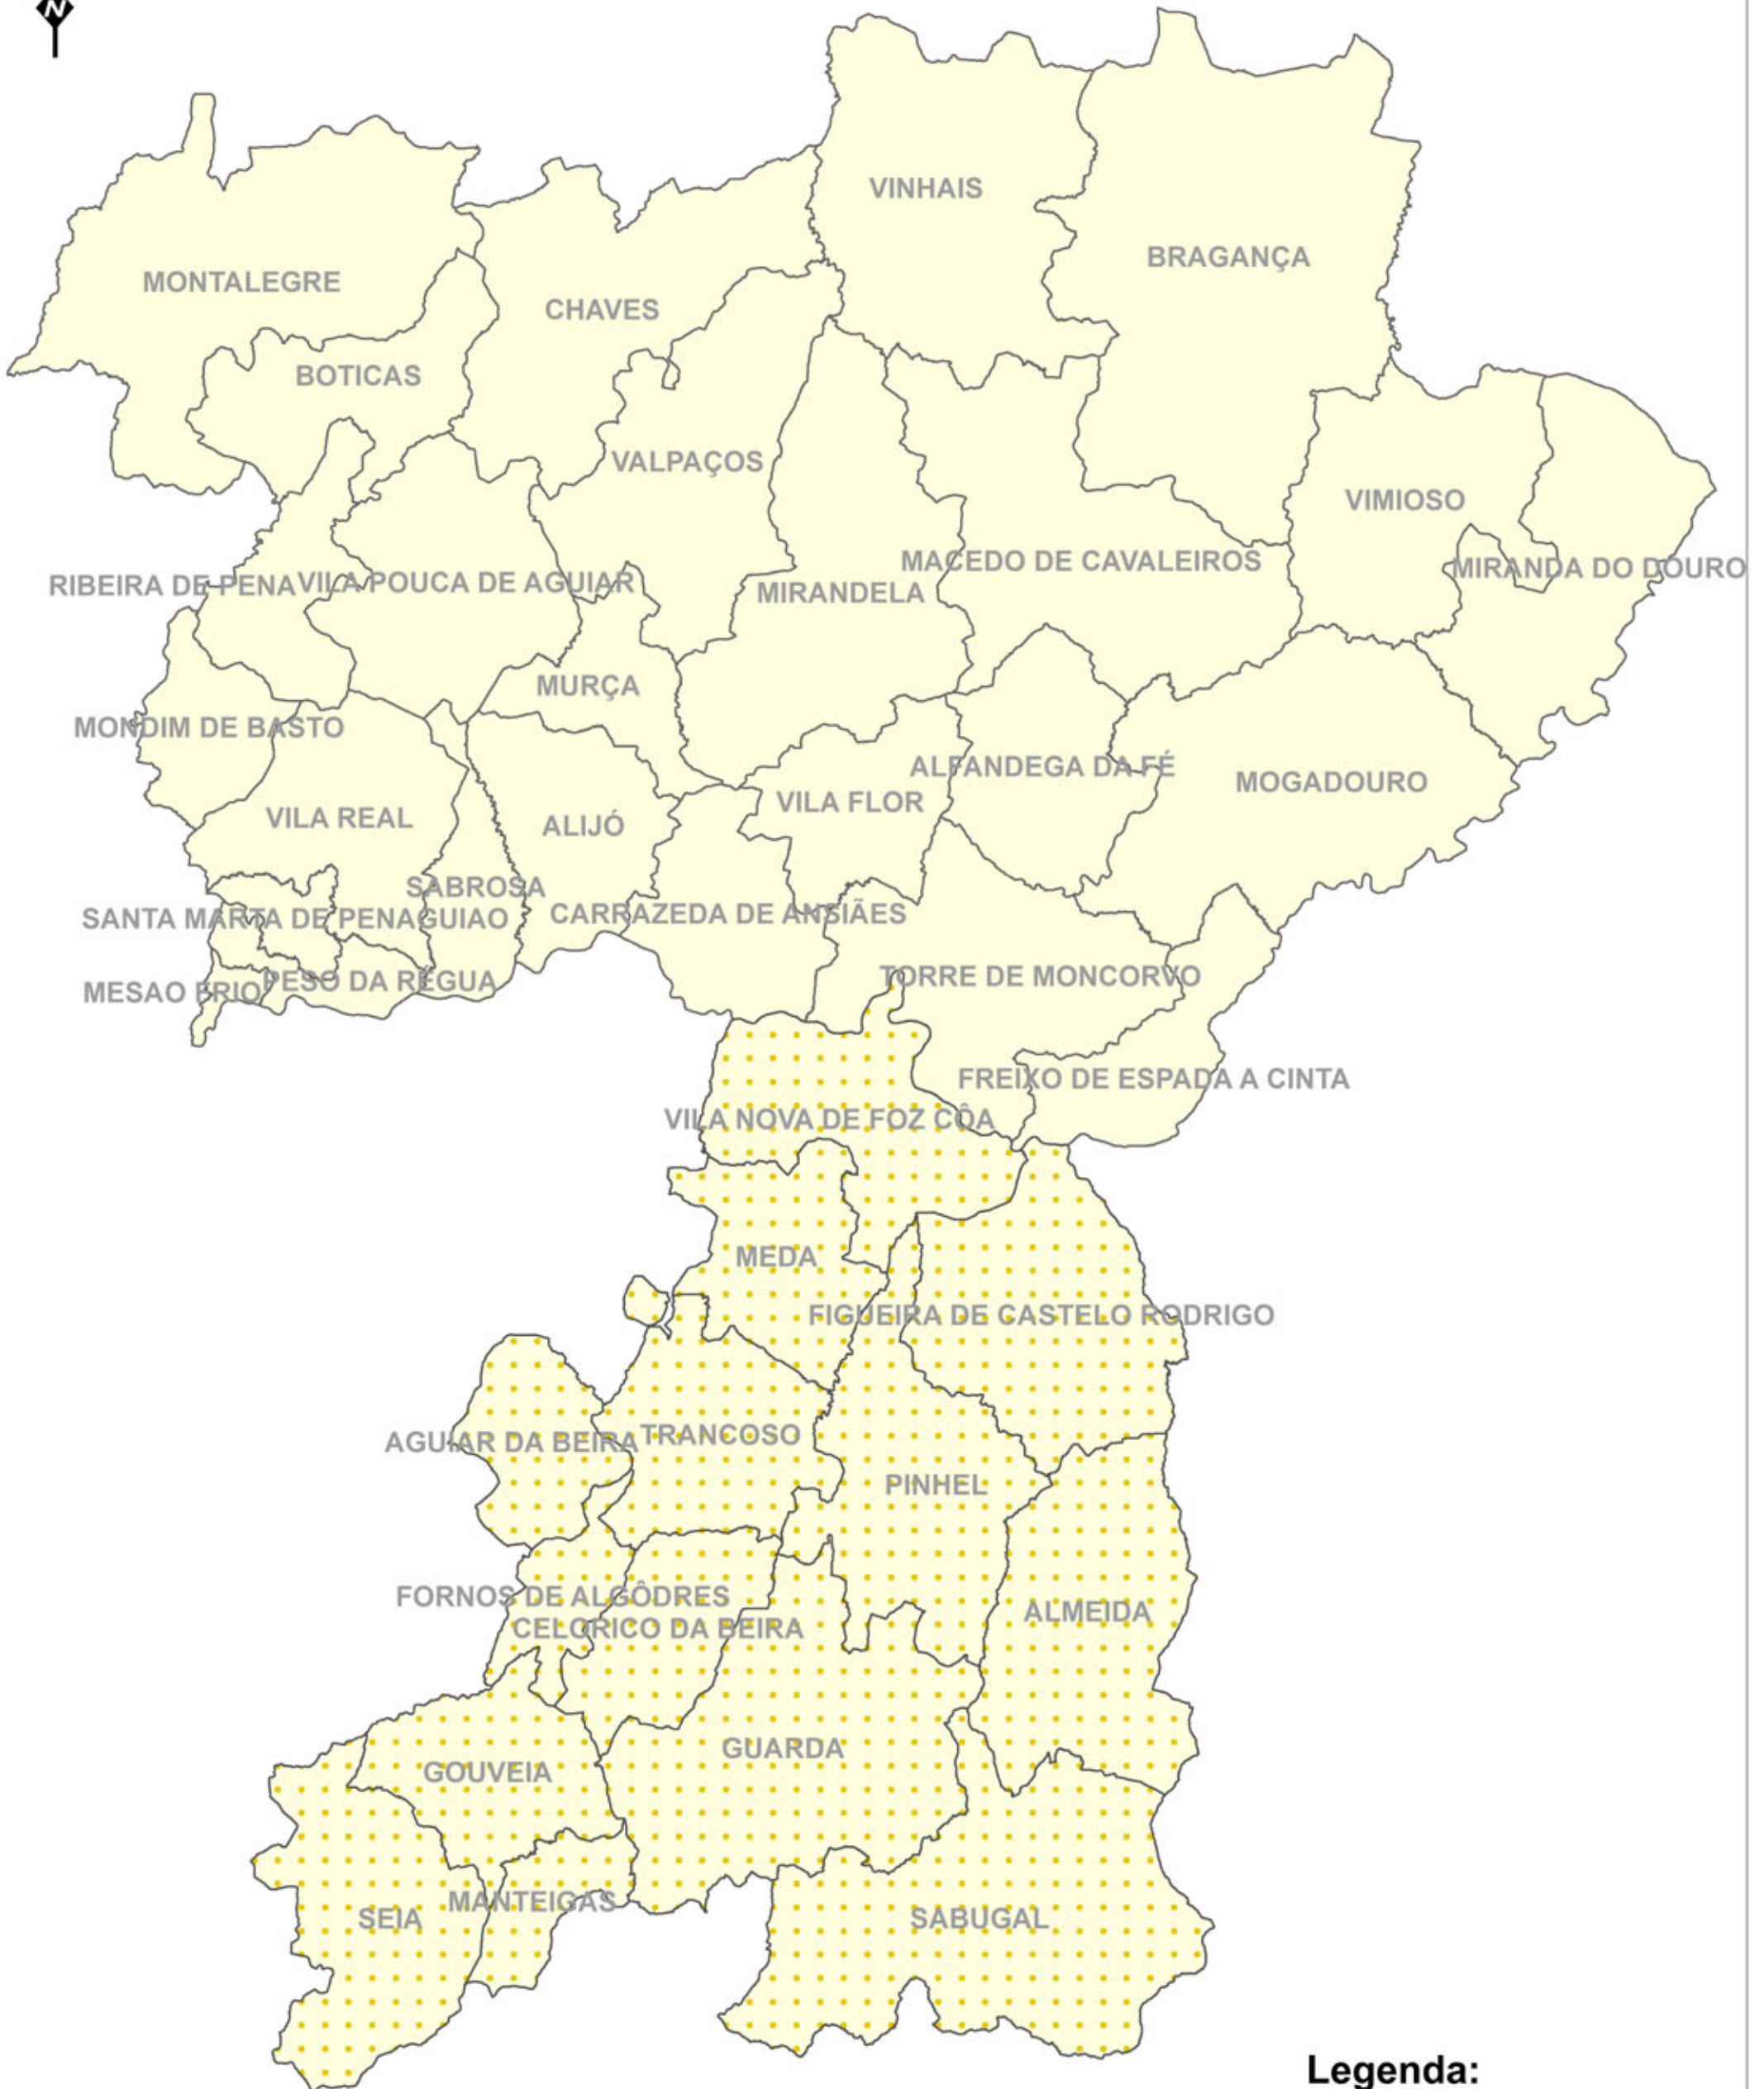 N
VINHAIS
BRAGANÇA
MONTALEGRE
CHAVES
BOTICAS
VALPAÇOS
VIMIOSO
MACEDO DE CAVALEIROS
MIRANDA DO DOURO
RIBEIRA DE PENA
VILA POUCA DE AGUIAR
MIRANDELA
MURÇA
MONDIM DE BASTO
ALFANDEGA DA FÉ
MOGADOURO
VILA FLOR
VILA REAL
ALIJÓ
SABROSA
SANTA MARTA DE PENAGUIAO
CARRAZEDA DE ANSIÃES
TORRE DE MONCORVO
MESAO FRIO
PESO DA RÉGUA
FREIXO DE ESPADA A CINTA
VILA NOVA DE FOZ CÔA
MEDA
FIGUEIRA DE CASTELO RODRIGO
AGUIAR DA BEIRA
TRANCOSO
PINHEL
FORNOS DE ALGÔDRES
ALMEIDA
CELORICO DA BEIRA
GUARDA
GOUVEIA
MANTEIGAS
SEIA
SABUGAL
Legenda: